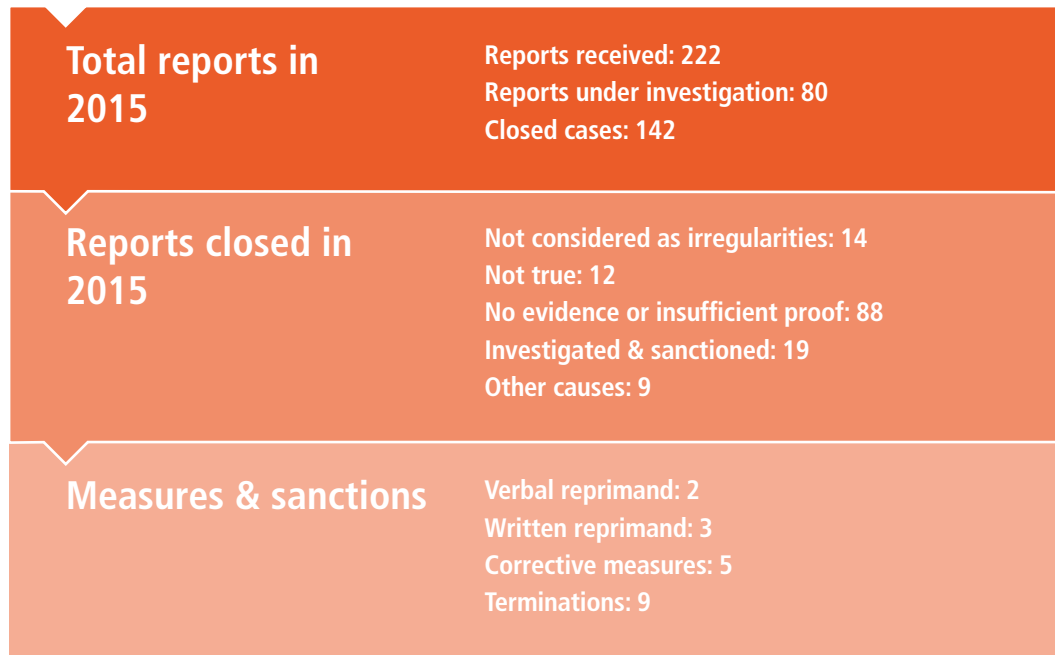 Total reports in
2015
Reports received: 222
Reports under investigation: 80
Closed cases: 142
Reports closed in
2015
Not considered as irregularities: 14
Not true: 12
No evidence or insufficient proof: 88
Investigated & sanctioned: 19
Other causes: 9
Measures & sanctions
Verbal reprimand: 2
Written reprimand: 3
Corrective measures: 5
Terminations: 9